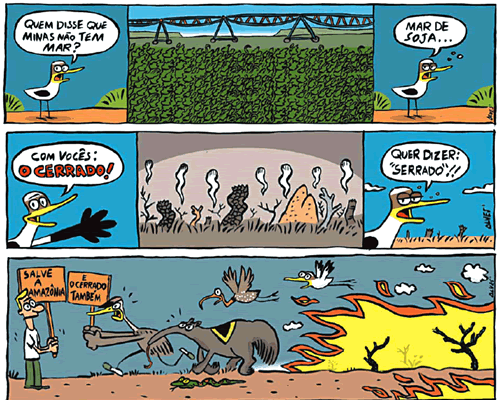 QUEM DISSE QUE
MINAS NÃO TEM
MAR?
MAR DE
SOJA...
COM VOCÊS:
O CERRADO!
QUER DIZER:
"SERRADO"!!
SALVE
A
AMAZÔNIA
E
O CERRADO
TAMBÉM